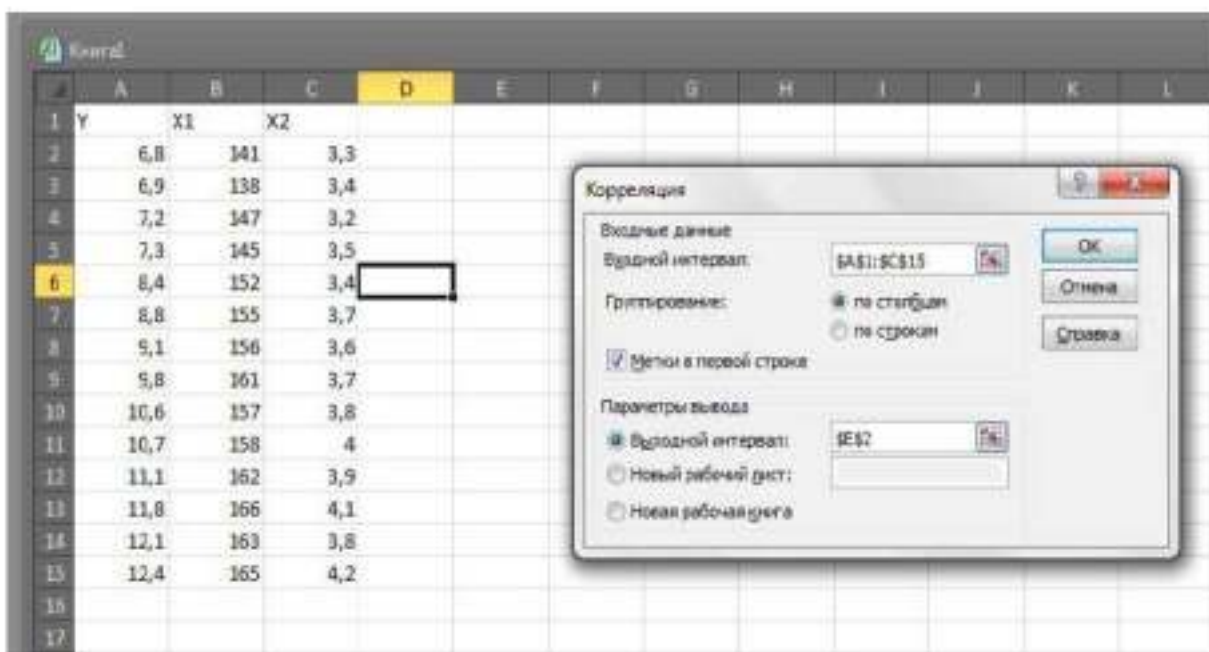 Книга1
A B C D E F G H I J K L
1 Y X1 X2
2 6,8 141 3,3
3 6,9 138 3,4
4 7,2 147 3,2
5 7,3 145 3,5
6 8,4 152 3,4
7 8,8 155 3,7
8 9,1 156 3,6
9 9,8 161 3,7
10 10,6 157 3,8
11 10,7 158 4
12 11,1 162 3,9
13 11,8 166 4,1
14 12,1 163 3,8
15 12,4 165 4,2
16
17
Корреляция
Входные данные
Входной интервал: $A$1:$C$15
Группирование: по столбцам
по строкам
Метки в первой строке
Параметры вывода
Выходной интервал: $E$2
Новый рабочий лист:
Новая рабочая книга
ОК
Отмена
Справка